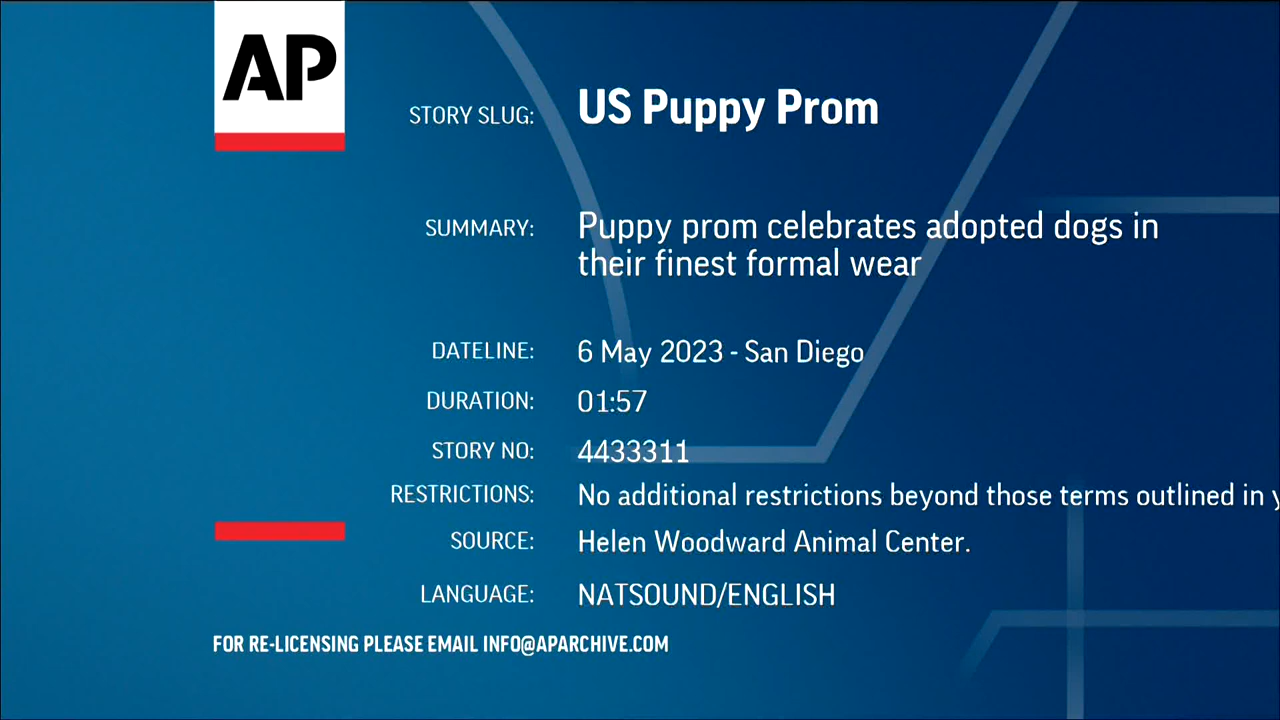 AP
STORY SLUG: US Puppy Prom
SUMMARY: Puppy prom celebrates adopted dogs in
their finest formal wear
DATELINE: 6 May 2023 - San Diego
DURATION: 01:57
STORY NO: 4433311
RESTRICTIONS: No additional restrictions beyond those terms outlined in
SOURCE: Helen Woodward Animal Center.
LANGUAGE: NATSOUND/ENGLISH
FOR RE-LICENSING PLEASE EMAIL INFO@APARCHIVE.COM